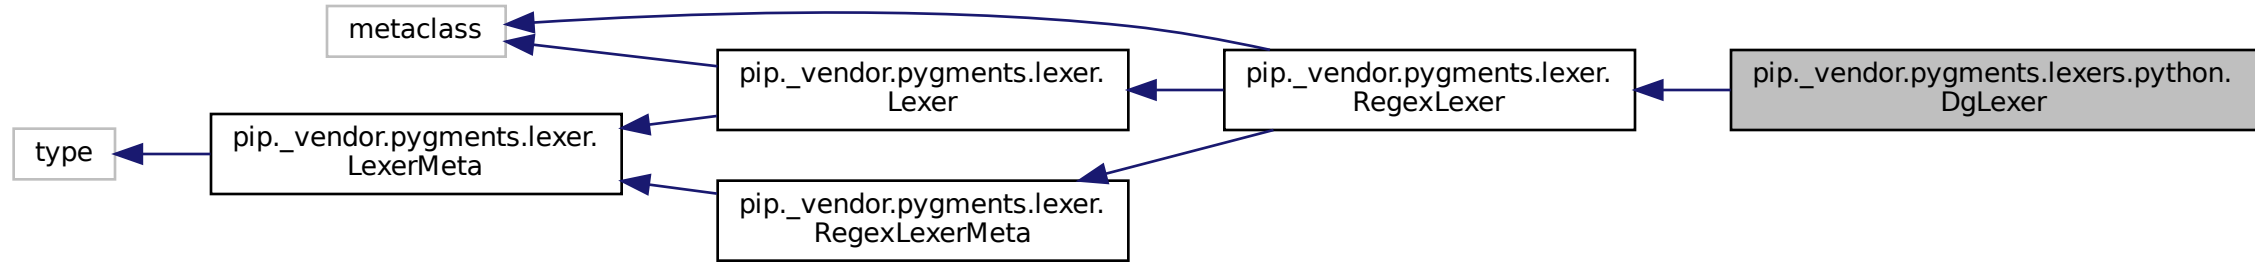 metaclass
type
pip._vendor.pygments.lexer.
LexerMeta
pip._vendor.pygments.lexer.
Lexer
pip._vendor.pygments.lexer.
RegexLexerMeta
pip._vendor.pygments.lexer.
RegexLexer
pip._vendor.pygments.lexers.python.
DgLexer